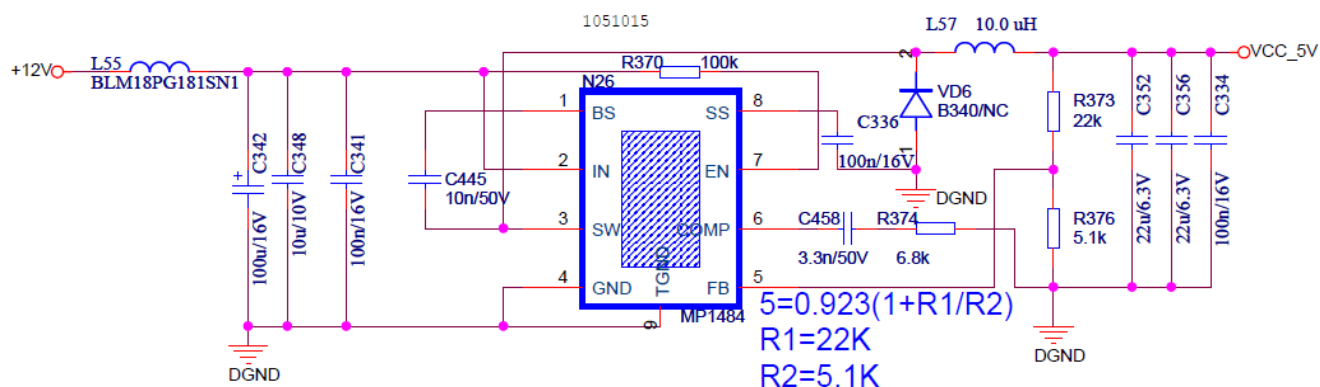 1051015
L57 10.0 uH
+12V
L55
BLM18PG181SN1
R370 100k
VCC_5V
N26
2
VD6
B340/NC
1
DGND
C342
100u/16V
C348
10u/10V
C341
100n/16V
C445
10n/50V
1 BS
2 IN
3 SW
4 GND
SS 8
EN 7
COMP 6
FB 5
TGND
9
MP1484
C336
100n/16V
C458
3.3n/50V
R374
6.8k
R373
22k
R376
5.1k
C352
22u/6.3V
C356
22u/6.3V
C334
100n/16V
5=0.923(1+R1/R2)
R1=22K
R2=5.1K
DGND
DGND